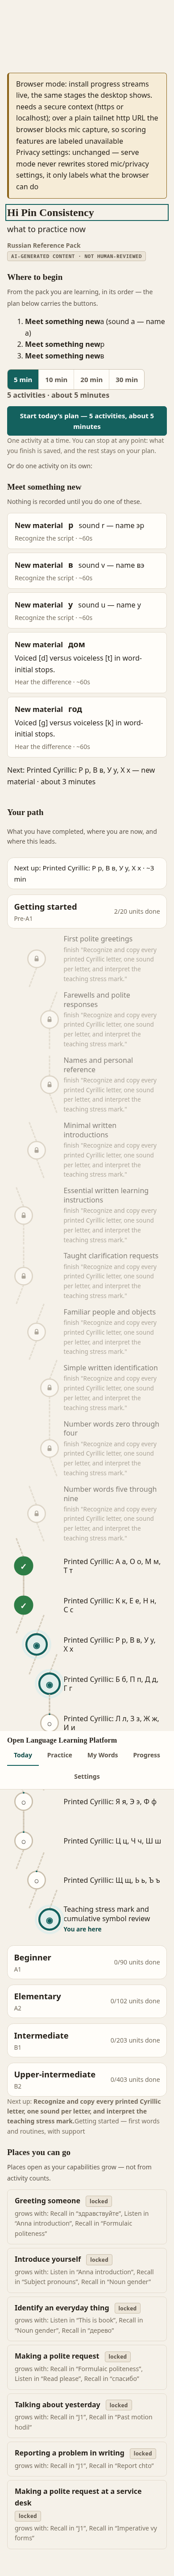 Browser mode: install progress streams
live, the same stages the desktop shows.
needs a secure context (https or
localhost); over a plain tailnet http URL the
browser blocks mic capture, so scoring
features are labeled unavailable
Privacy settings: unchanged — serve
mode never rewrites stored mic/privacy
settings, it only labels what the browser
can do
Hi Pin Consistency
what to practice now
Russian Reference Pack
AI-GENERATED CONTENT · NOT HUMAN-REVIEWED
Where to begin
From the pack you are learning, in its order — the
plan below carries the buttons.
1. Meet something newа (sound a — name
а)
2. Meet something newр
3. Meet something newв
5 min 10 min 20 min 30 min
5 activities · about 5 minutes
Start today's plan — 5 activities, about 5
minutes
One activity at a time. You can stop at any point: what
you finish is saved, and the rest stays on your plan.
Or do one activity on its own:
Meet something new
Nothing is recorded until you do one of these.
New material р sound r — name эр
Recognize the script · ~60s
New material в sound v — name вэ
Recognize the script · ~60s
New material у sound u — name у
Recognize the script · ~60s
New material дом
Voiced [d] versus voiceless [t] in word-
initial stops.
Hear the difference · ~60s
New material год
Voiced [g] versus voiceless [k] in word-
initial stops.
Hear the difference · ~60s
Next: Printed Cyrillic: Р р, В в, У у, Х х — new
material · about 3 minutes
Your path
What you have completed, where you are now, and
where this leads.
Next up: Printed Cyrillic: Р р, В в, У у, Х х · ~3
min
Getting started
Pre-A1
2/20 units done
First polite greetings
finish "Recognize and copy every
printed Cyrillic letter, one sound
per letter, and interpret the
teaching stress mark."
Farewells and polite
responses
finish "Recognize and copy every
printed Cyrillic letter, one sound
per letter, and interpret the
teaching stress mark."
Names and personal
reference
finish "Recognize and copy every
printed Cyrillic letter, one sound
per letter, and interpret the
teaching stress mark."
Minimal written
introductions
finish "Recognize and copy every
printed Cyrillic letter, one sound
per letter, and interpret the
teaching stress mark."
Essential written learning
instructions
finish "Recognize and copy every
printed Cyrillic letter, one sound
per letter, and interpret the
teaching stress mark."
Taught clarification requests
finish "Recognize and copy every
printed Cyrillic letter, one sound
per letter, and interpret the
teaching stress mark."
Familiar people and objects
finish "Recognize and copy every
printed Cyrillic letter, one sound
per letter, and interpret the
teaching stress mark."
Simple written identification
finish "Recognize and copy every
printed Cyrillic letter, one sound
per letter, and interpret the
teaching stress mark."
Number words zero through
four
finish "Recognize and copy every
printed Cyrillic letter, one sound
per letter, and interpret the
teaching stress mark."
Number words five through
nine
finish "Recognize and copy every
printed Cyrillic letter, one sound
per letter, and interpret the
teaching stress mark."
Printed Cyrillic: А а, О о, М м,
Т т
Printed Cyrillic: К к, Е е, Н н,
С с
Printed Cyrillic: Р р, В в, У у,
Х х
Printed Cyrillic: Б б, П п, Д д,
Г г
Printed Cyrillic: Л л, З з, Ж ж,
И и
Open Language Learning Platform
Today Practice My Words Progress
Settings
Printed Cyrillic: Я я, Э э, Ф ф
Printed Cyrillic: Ц ц, Ч ч, Ш ш
Printed Cyrillic: Щ щ, Ь ь, Ъ ъ
Teaching stress mark and
cumulative symbol review
You are here
Beginner
A1
0/90 units done
Elementary
A2
0/102 units done
Intermediate
B1
0/203 units done
Upper-intermediate
B2
0/403 units done
Next up: Recognize and copy every printed Cyrillic
letter, one sound per letter, and interpret the
teaching stress mark.Getting started — first words
and routines, with support
Places you can go
Places open as your capabilities grow — not from
activity counts.
Greeting someone locked
grows with: Recall in "здравствуйте", Listen in
"Anna introduction", Recall in "Formulaic
politeness"
Introduce yourself locked
grows with: Listen in "Anna introduction", Recall
in "Subject pronouns", Recall in "Noun gender"
Identify an everyday thing locked
grows with: Listen in "This is book", Recall in
"Noun gender", Recall in "дерево"
Making a polite request locked
grows with: Recall in "Formulaic politeness",
Listen in "Read please", Recall in "спасибо"
Talking about yesterday locked
grows with: Recall in "J1", Recall in "Past motion
hodil"
Reporting a problem in writing locked
grows with: Recall in "J1", Recall in "Report chto"
Making a polite request at a service
desk
locked
grows with: Recall in "J1", Recall in "Imperative vy
forms"